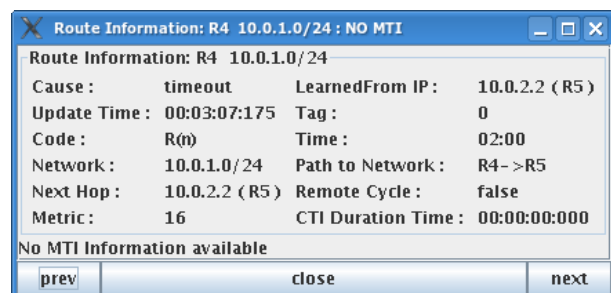 Route Information: R4 10.0.1.0/24 : NO MTI
Route Information: R4 10.0.1.0/24
Cause : timeout LearnedFrom IP : 10.0.2.2 ( R5 )
Update Time : 00:03:07:175 Tag : 0
Code : R(n) Time : 02:00
Network : 10.0.1.0/24 Path to Network : R4->R5
Next Hop : 10.0.2.2 ( R5 ) Remote Cycle : false
Metric : 16 CTI Duration Time : 00:00:00:000
No MTI Information available
prev close next